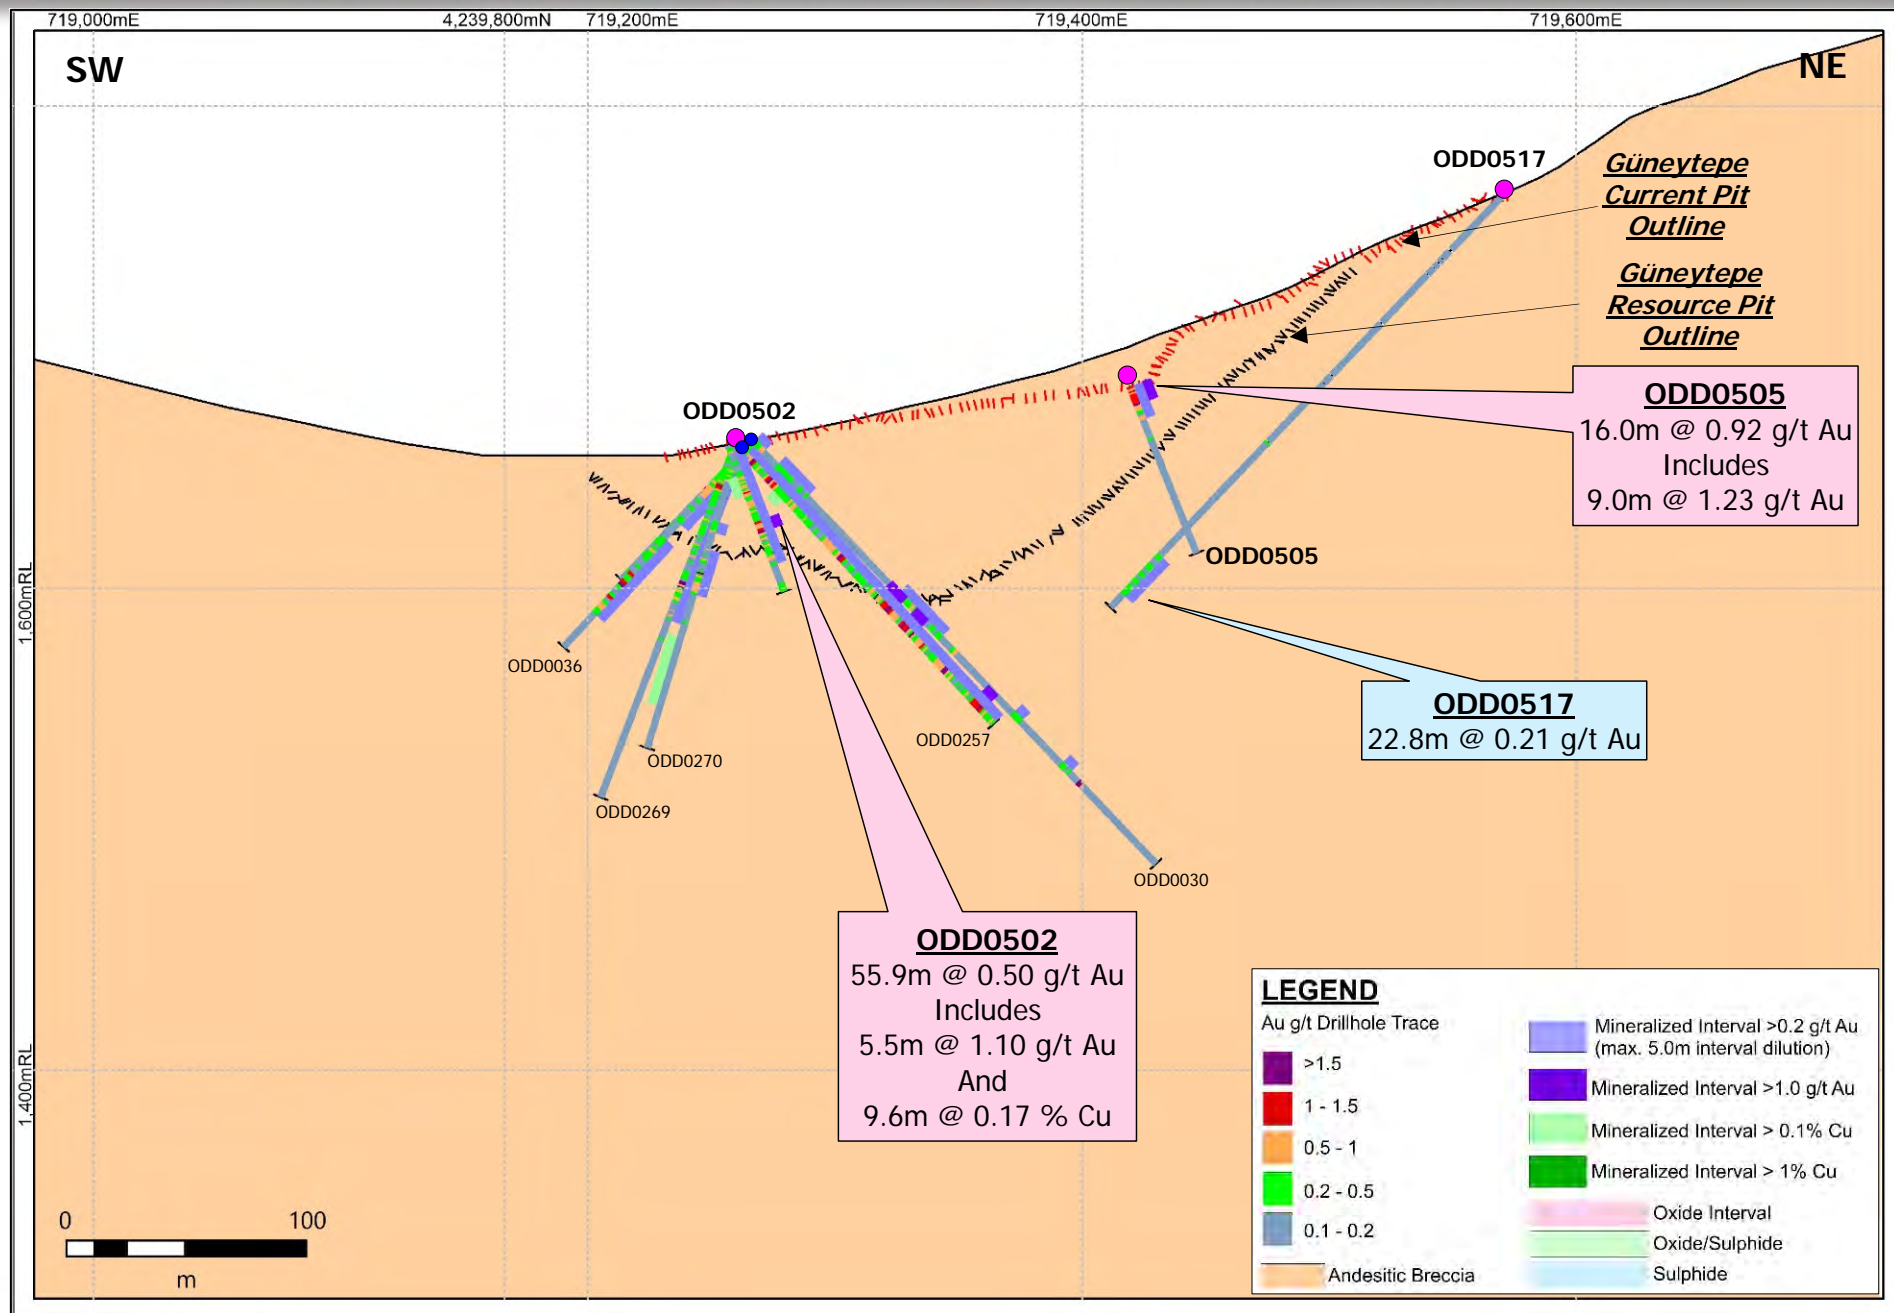 719,000mE
4,239,800mN
719,200mE
719,400mE
719,600mE
SW
NE
ODD0517
Güneytepe
Current Pit
Outline
Güneytepe
Resource Pit
Outline
ODD0502
ODD0505
16.0m @ 0.92 g/t Au
Includes
9.0m @ 1.23 g/t Au
ODD0505
1,600mRL
ODD0036
ODD0270
ODD0269
ODD0257
ODD0030
ODD0517
22.8m @ 0.21 g/t Au
ODD0502
55.9m @ 0.50 g/t Au
Includes
5.5m @ 1.10 g/t Au
And
9.6m @ 0.17 % Cu
1,400mRL
0
100
m
LEGEND
Au g/t Drillhole Trace
>1.5
1 - 1.5
0.5 - 1
0.2 - 0.5
0.1 - 0.2
Andesitic Breccia
Mineralized Interval >0.2 g/t Au
(max. 5.0m interval dilution)
Mineralized Interval >1.0 g/t Au
Mineralized Interval > 0.1% Cu
Mineralized Interval > 1% Cu
Oxide Interval
Oxide/Sulphide
Sulphide